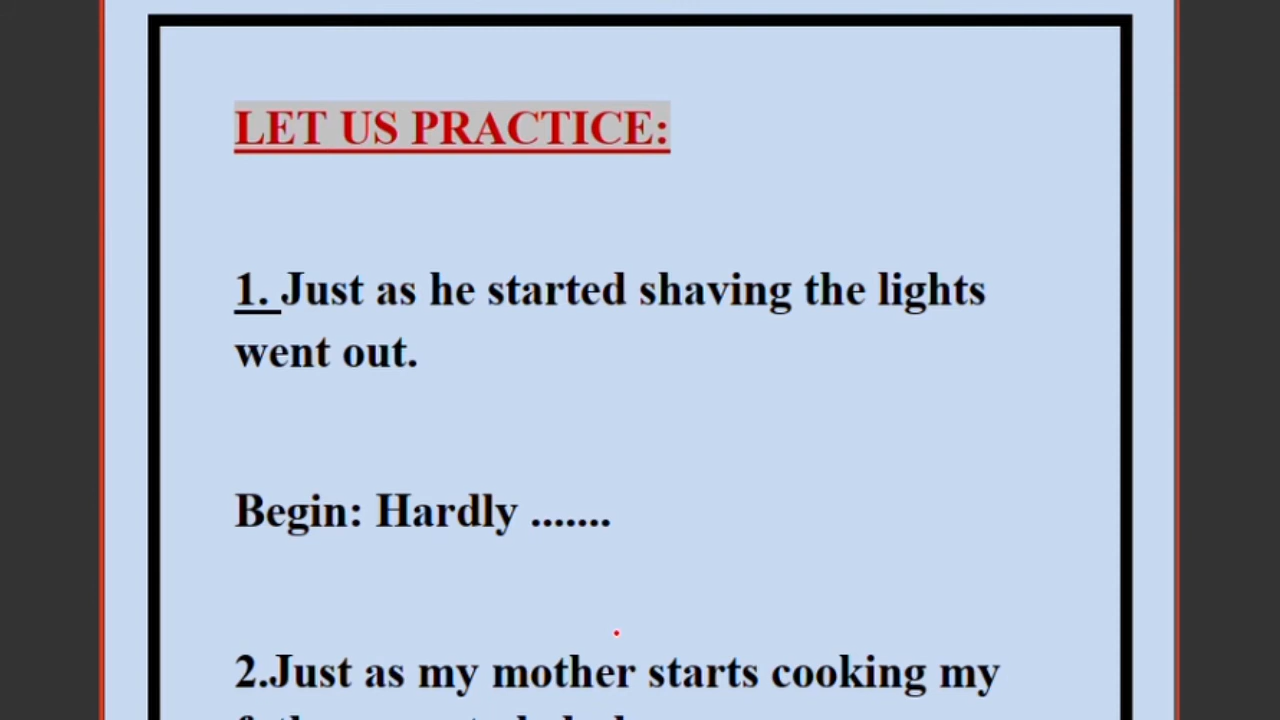 LET US PRACTICE:
1. Just as he started shaving the lights
went out.
Begin: Hardly .......
2.Just as my mother starts cooking my